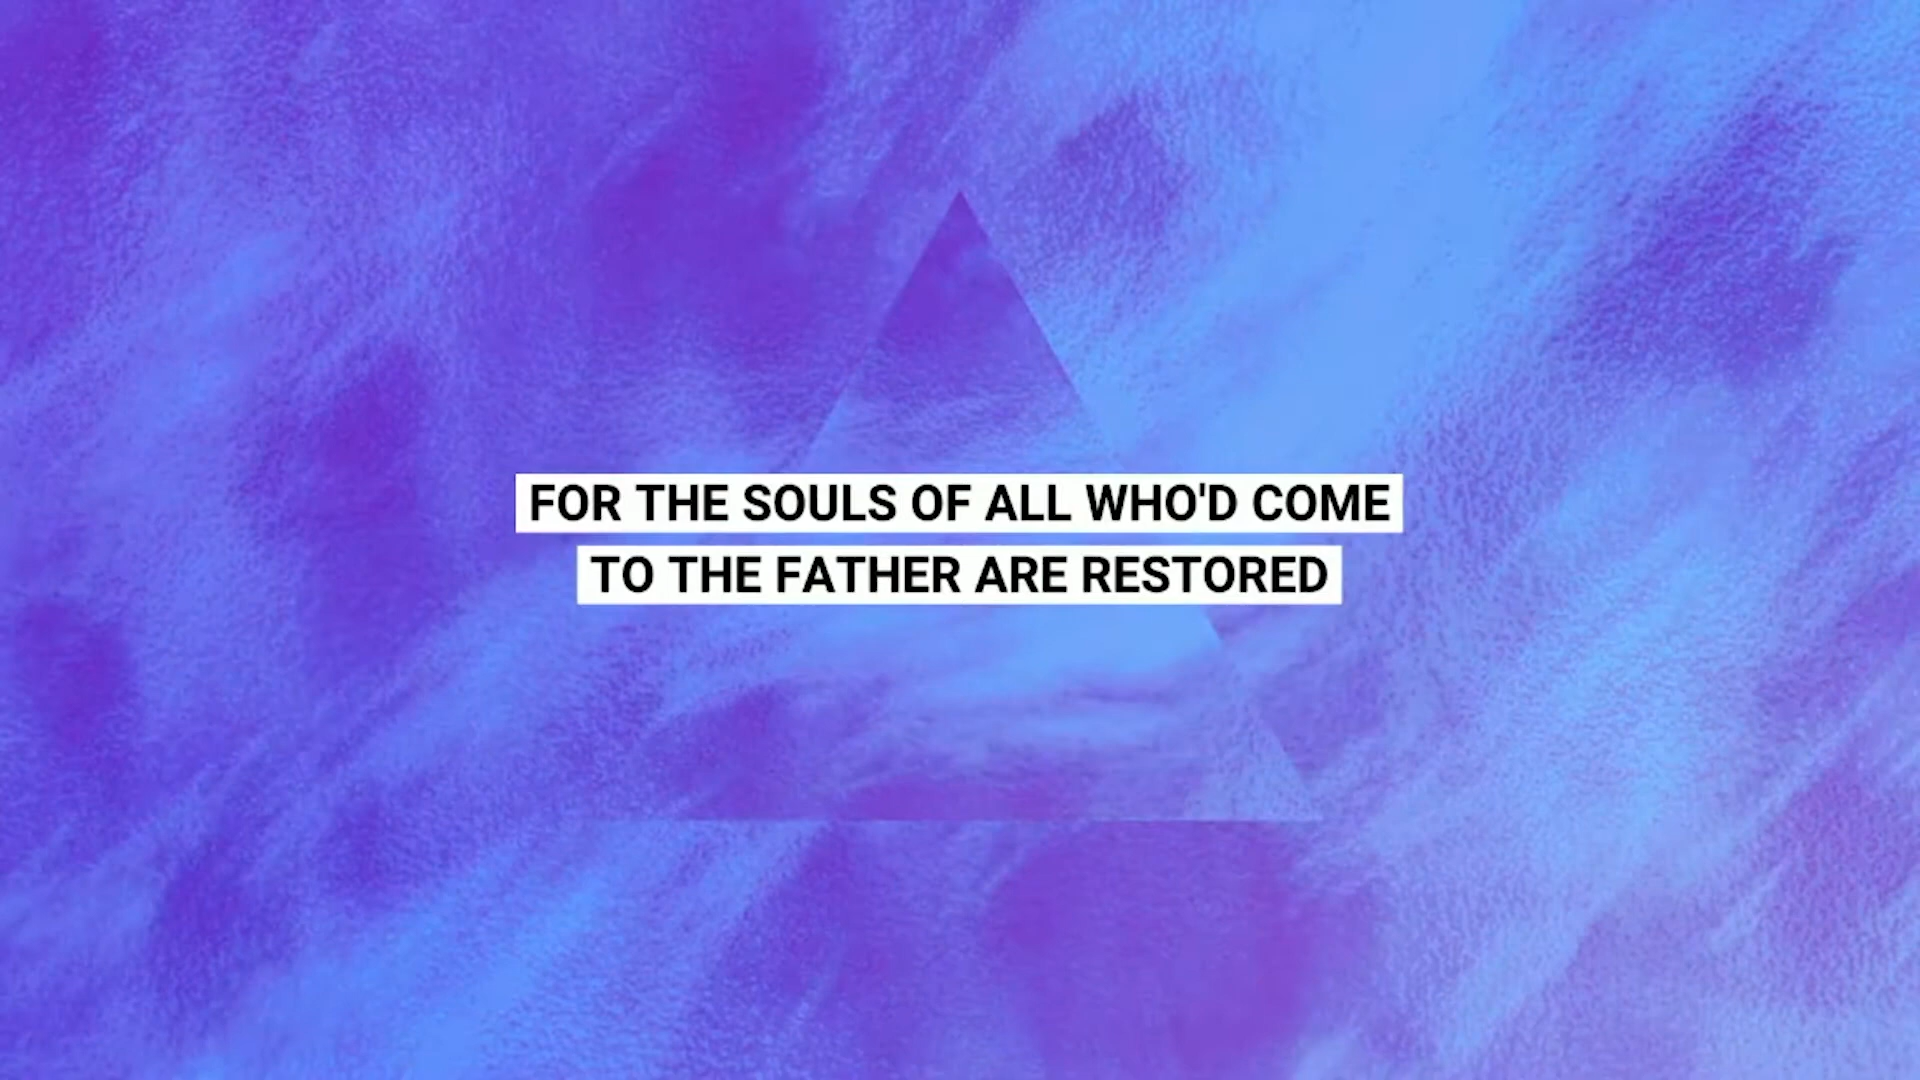 FOR THE SOULS OF ALL WHO'D COME
TO THE FATHER ARE RESTORED